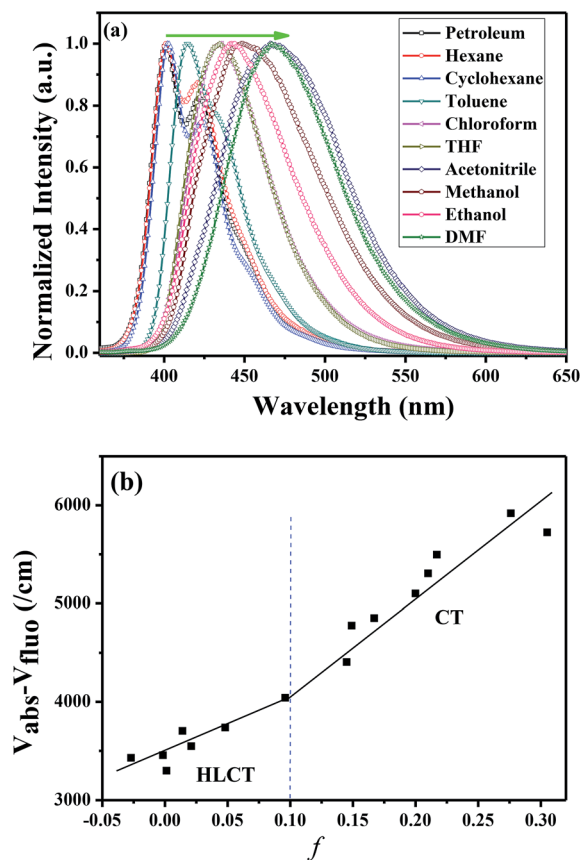 (a)
Petroleum
Hexane
Cyclohexane
Toluene
Chloroform
THF
Acetonitrile
Methanol
Ethanol
DMF
Normalized Intensity (a.u.)
1.0
0.8
0.6
0.4
0.2
0.0
400 450 500 550 600 650
Wavelength (nm)
(b)
Vabs-Vfluo (/cm)
6000
5000
4000
3000
CT
HLCT
-0.05 0.00 0.05 0.10 0.15 0.20 0.25 0.30
f